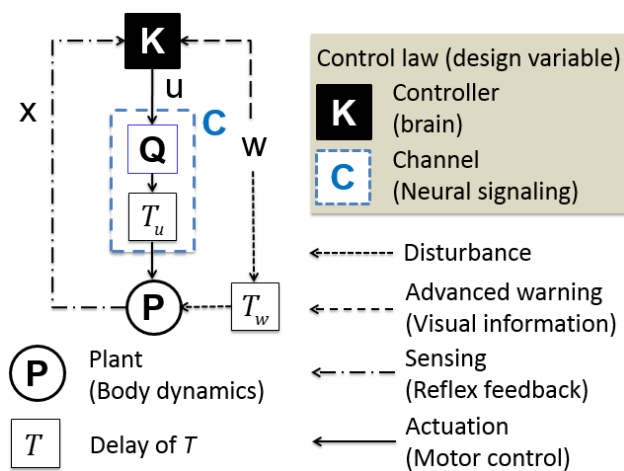 K
x
u
C
w
Q
T_u
P
T_w
Control law (design variable)
K
Controller
(brain)
C
Channel
(Neural signaling)
Disturbance
Advanced warning
(Visual information)
P
Plant
(Body dynamics)
Sensing
(Reflex feedback)
T
Delay of T
Actuation
(Motor control)